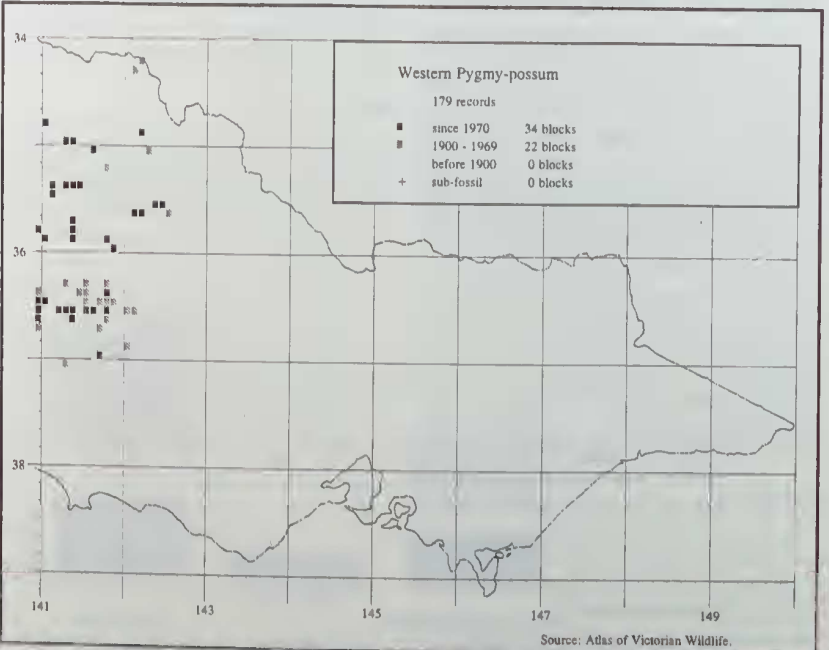 34
Western Pygmy-possum
179 records
since 1970 34 blocks
1900 - 1969 22 blocks
before 1900 0 blocks
+ sub-fossil 0 blocks
36
38
141 143 145 147 149
Source: Atlas of Victorian Wildlife.